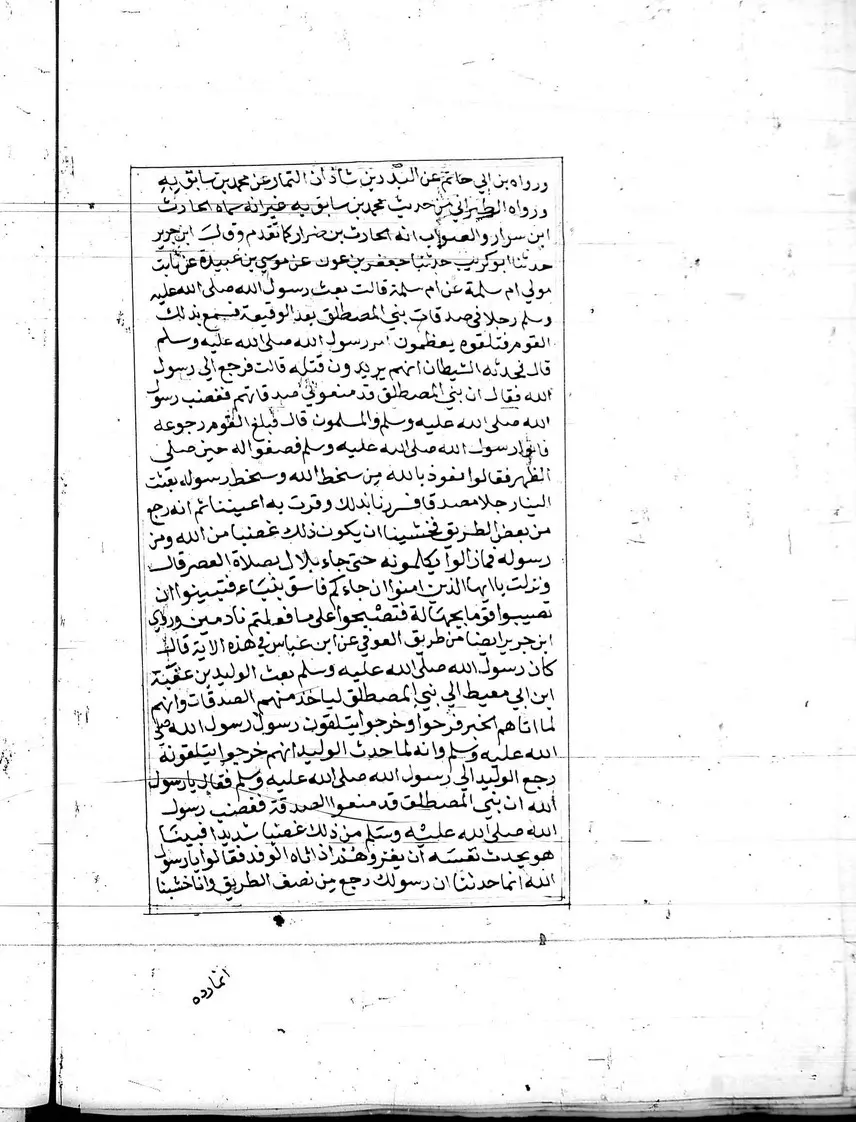 ورواه بن ابي حاتم عن المنذر بن شاذان التمار عن محمد بن سابق به
ورواه الطبراني من حديث محمد بن سابق به غير انه سماه الحارث
ابن سرار والصواب انه الحارث بن ضرار كما تقدم وقال ابن جرير
حدثنا ابو كريب حدثنا جعفر بن عون عن موسي بن عبيدة عن ثابت
مولي ام سلمة عن ام سلمة قالت بعث رسول الله صلى الله عليه
وسلم رجلا في صدقات بني المصطلق بعد الوقيعة فسمع بذلك
القوم فتلقوه يعظمون امر رسول الله صلى الله عليه وسلم
قال فحدثه الشيطان انهم يريدون قتله قالت فرجع الي رسول
الله فقال ان بني المصطلق قد منعوني صدقاتهم فغضب رسول
الله صلى الله عليه وسلم والمسلمون قال فبلغ القوم رجوعه
فاتوا رسول الله صلى الله عليه وسلم فصفوا له حين صلى
الظهر فقالوا نعوذ بالله من سخط الله وسخط رسوله بعثت
الينا رجلا مصدقا فسررنا بذلك وقرت به اعيننا ثم انه رجع
من بعض الطريق فخشينا ان يكون ذلك غضبا من الله ومن
رسوله فمازالوا يكلمونه حتى جاء بلال بصلاة العصر قال
ونزلت يا ايها الذين امنوا ان جاءكم فاسق بنباء فتبينوا ان
تصيبوا قوما بجهالة فتصبحوا على ما فعلتم نادمين وروي
ابن جرير ايضا من طريق العوفي عن ابن عباس في هذه الاية قال
كان رسول الله صلى الله عليه وسلم بعث الوليد بن عقبة
ابن ابي معيط الي بني المصطلق لياخذ منهم الصدقات وانهم
لما اتاهم الخبر فرحوا وخرجوا يتلقون رسول رسول الله صلى
الله عليه وسلم وانه لما حدث الوليد انهم خرجوا يتلقونه
رجع الوليد الي رسول الله صلى الله عليه وسلم فقال يا رسول
الله ان بني المصطلق قد منعوا الصدقة فغضب رسول
الله صلى الله عليه وسلم من ذلك غضبا شديدا فبينا
هو يحدث نفسه ان يغزوهم اذ اتاه الوفد فقالوا يا رسول
الله انما حدثنا ان رسولك رجع من نصف الطريق وانا خشينا
انما رده